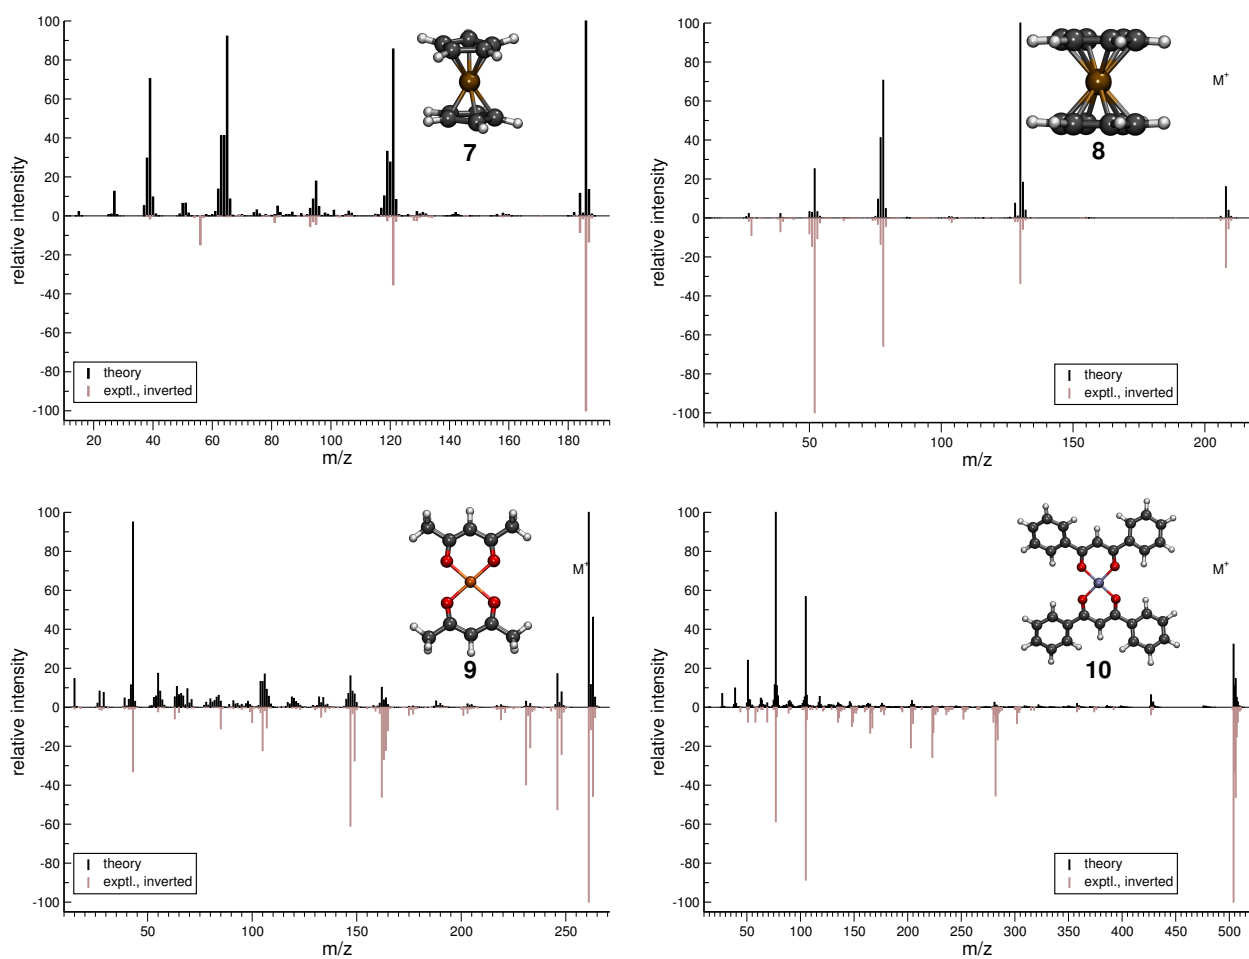 100
80
60
40
20
0
-20
-40
-60
-80
-100
relative intensity
7
theory
exptl., inverted
20 40 60 80 100 120 140 160 180
m/z
100
80
60
40
20
0
-20
-40
-60
-80
-100
relative intensity
M+
8
theory
exptl., inverted
50 100 150 200
m/z
100
80
60
40
20
0
-20
-40
-60
-80
-100
relative intensity
M+
9
theory
exptl., inverted
50 100 150 200 250
m/z
100
80
60
40
20
0
-20
-40
-60
-80
-100
relative intensity
M+
10
theory
exptl., inverted
50 100 150 200 250 300 350 400 450 500
m/z